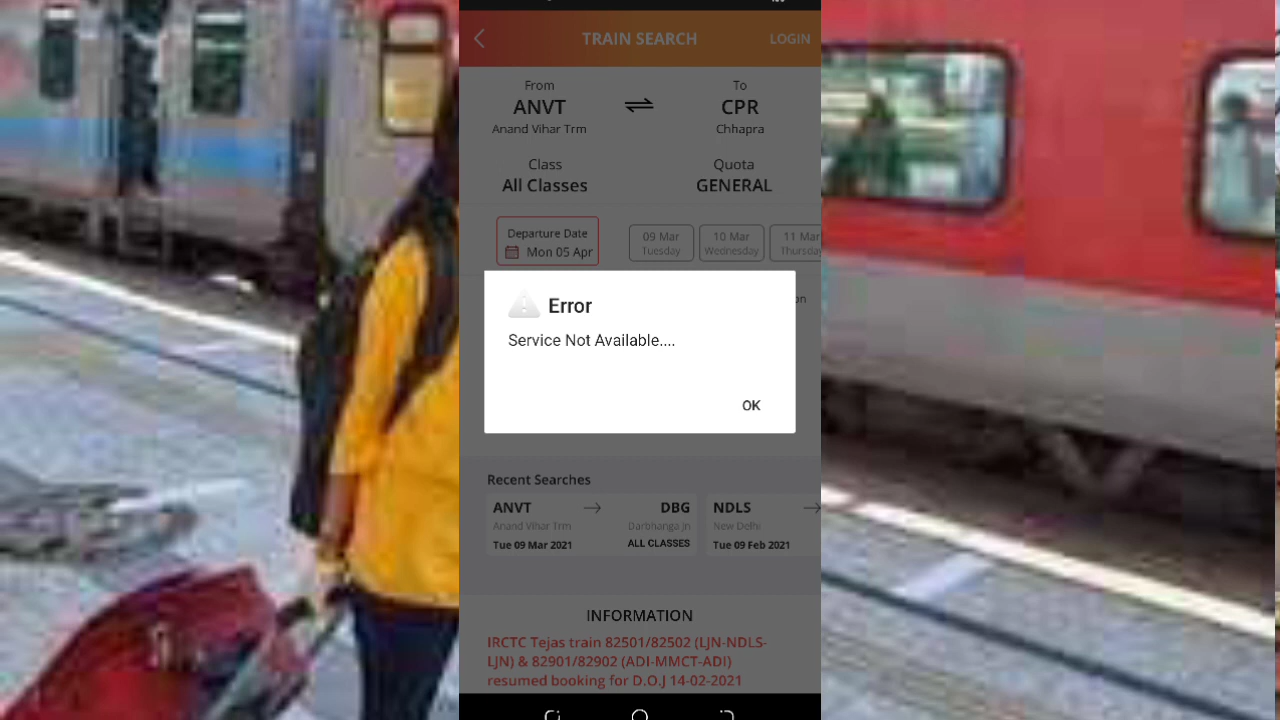 TRAIN SEARCH LOGIN
From To
ANVT CPR
Anand Vihar Trm Chhapra
Class Quota
All Classes GENERAL
Departure Date
Mon 05 Apr
09 Mar 10 Mar 11 Mar
Tuesday Wednesday Thursday
on
Error
Service Not Available....
OK
Recent Searches
ANVT DBG NDLS
Anand Vihar Trm Darbhanga Jn New Delhi
Tue 09 Mar 2021 ALL CLASSES Tue 09 Feb 2021
INFORMATION
IRCTC Tejas train 82501/82502 (LJN-NDLS-
LJN) & 82901/82902 (ADI-MMCT-ADI)
resumed booking for D.O.J 14-02-2021